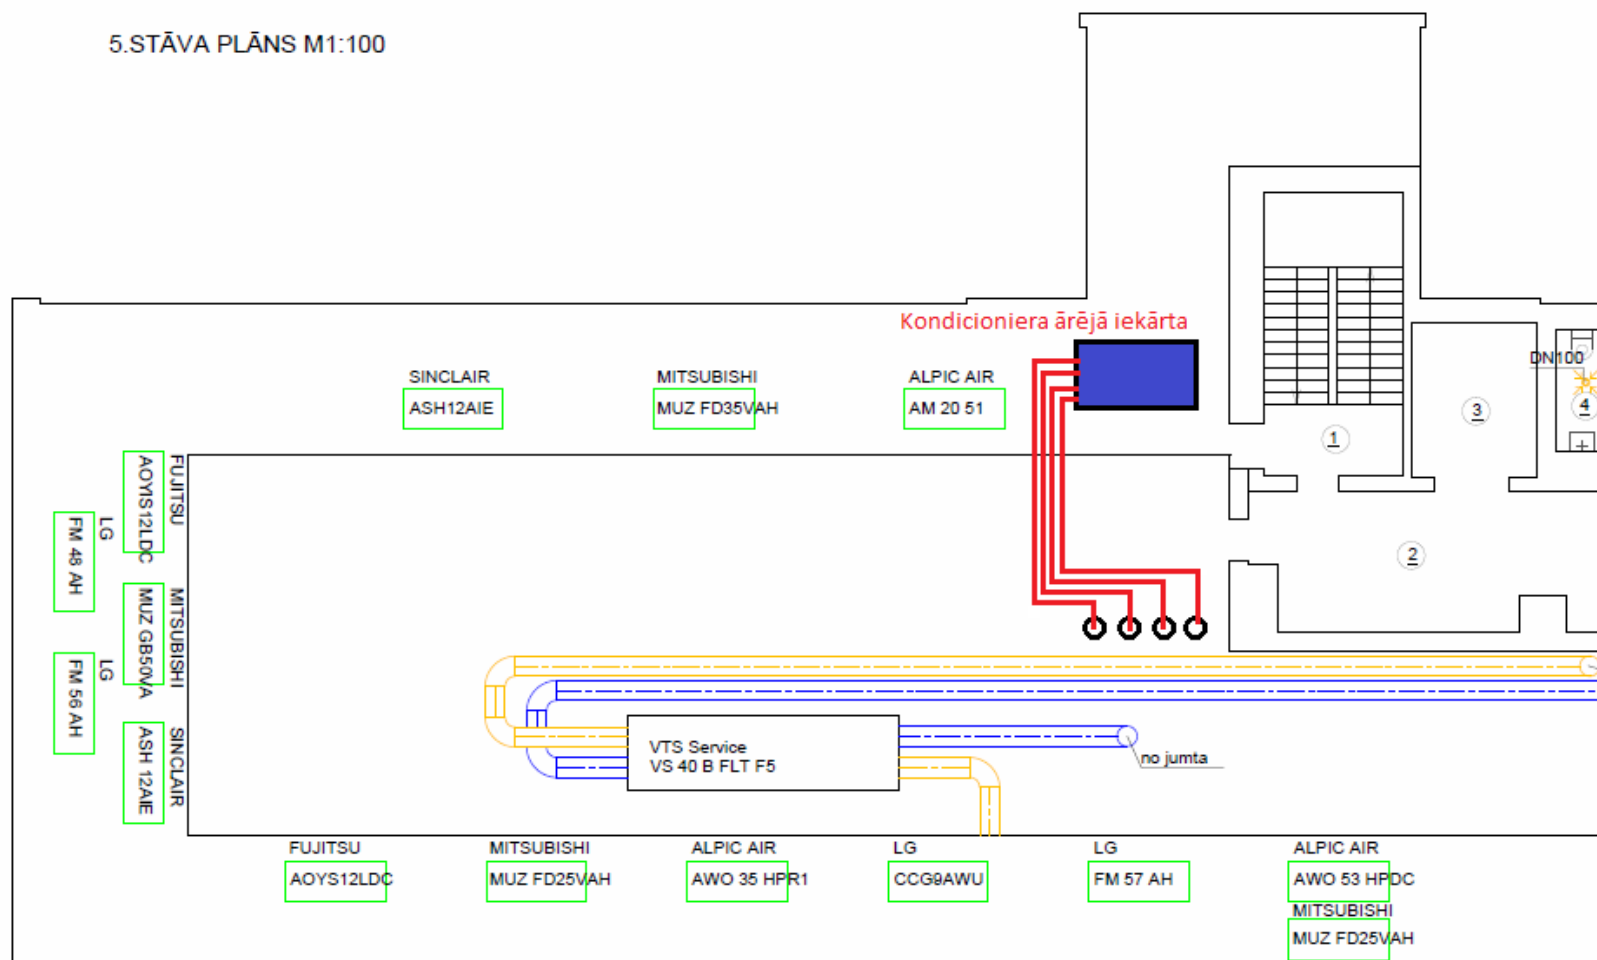 5.STĀVA PLĀNS M1:100
Kondicioniera ārējā iekārta
SINCLAIR
ASH12AIE
MITSUBISHI
MUZ FD35VAH
ALPIC AIR
AM 20 51
DN100
1
3
4
2
FUJITSU
AOYIS12LDC
LG
FM 48 AH
MITSUBISHI
MUZ GB50VA
LG
FM 56 AH
SINCLAIR
ASH 12AIE
VTS Service
VS 40 B FLT F5
no jumta
FUJITSU
AOYS12LDC
MITSUBISHI
MUZ FD25VAH
ALPIC AIR
AWO 35 HPR1
LG
CCG9AWU
LG
FM 57 AH
ALPIC AIR
AWO 53 HPDC
MITSUBISHI
MUZ FD25VAH